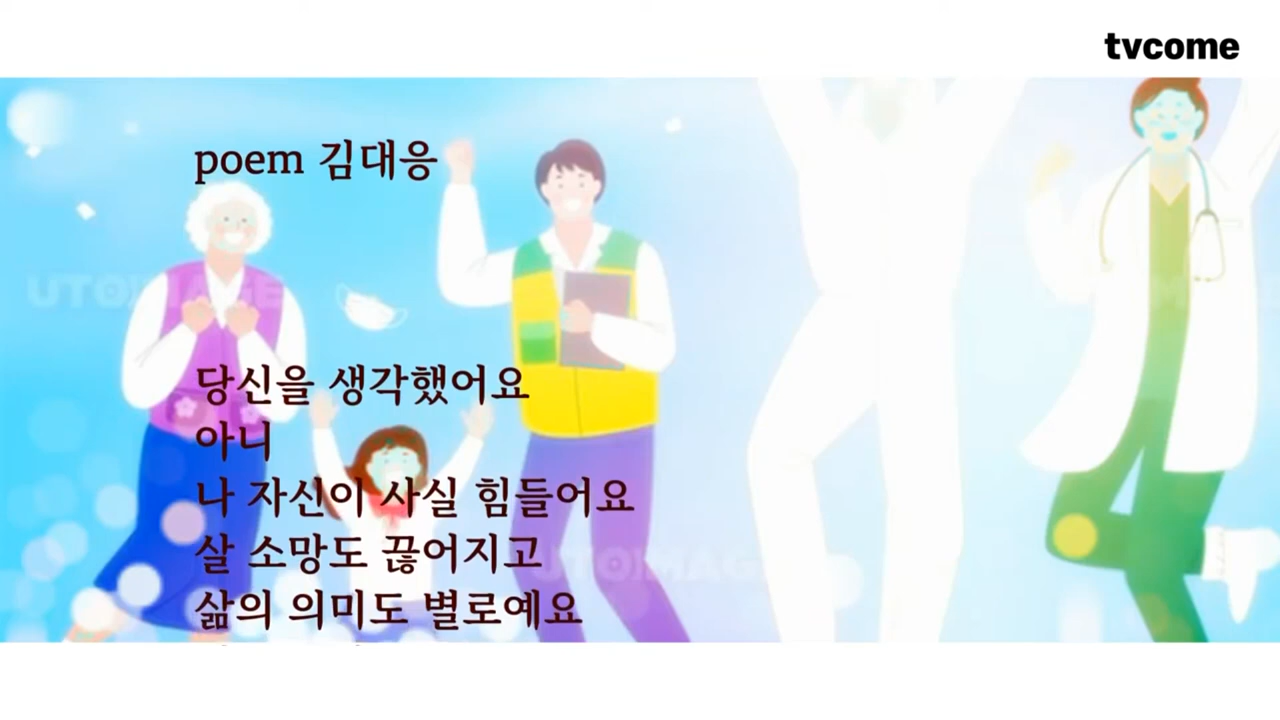 tvcome
poem 김대응
UTOIMAGE
당신을 생각했어요
아니
나 자신이 사실 힘들어요
살 소망도 끊어지고
삶의 의미도 별로예요
UTOIMAGE